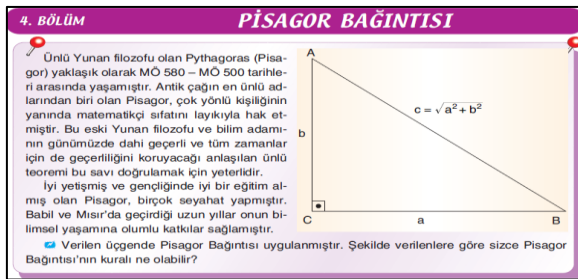 4. BÖLÜM
PİSAGOR BAĞINTISI
Ünlü Yunan filozofu olan Pythagoras (Pisa-
gor) yaklaşık olarak MÖ 580 – MÖ 500 tarihle-
ri arasında yaşamıştır. Antik çağın en ünlü ad-
larından biri olan Pisagor, çok yönlü kişiliğinin
yanında matematikçi sıfatını layıkıyla hak et-
miştir. Bu eski Yunan filozofu ve bilim adamı-
nın günümüzde dahi geçerli ve tüm zamanlar
için de geçerliliğini koruyacağı anlaşılan ünlü
teoremi bu savı doğrulamak için yeterlidir.
İyi yetişmiş ve gençliğinde iyi bir eğitim al-
mış olan Pisagor, birçok seyahat yapmıştır.
Babil ve Mısır'da geçirdiği uzun yıllar onun bi-
limsel yaşamına olumlu katkılar sağlamıştır.
A
c = √a² + b²
b
C
a
B
Verilen üçgende Pisagor Bağıntısı uygulanmıştır. Şekilde verilenlere göre sizce Pisagor
Bağıntısı'nın kuralı ne olabilir?